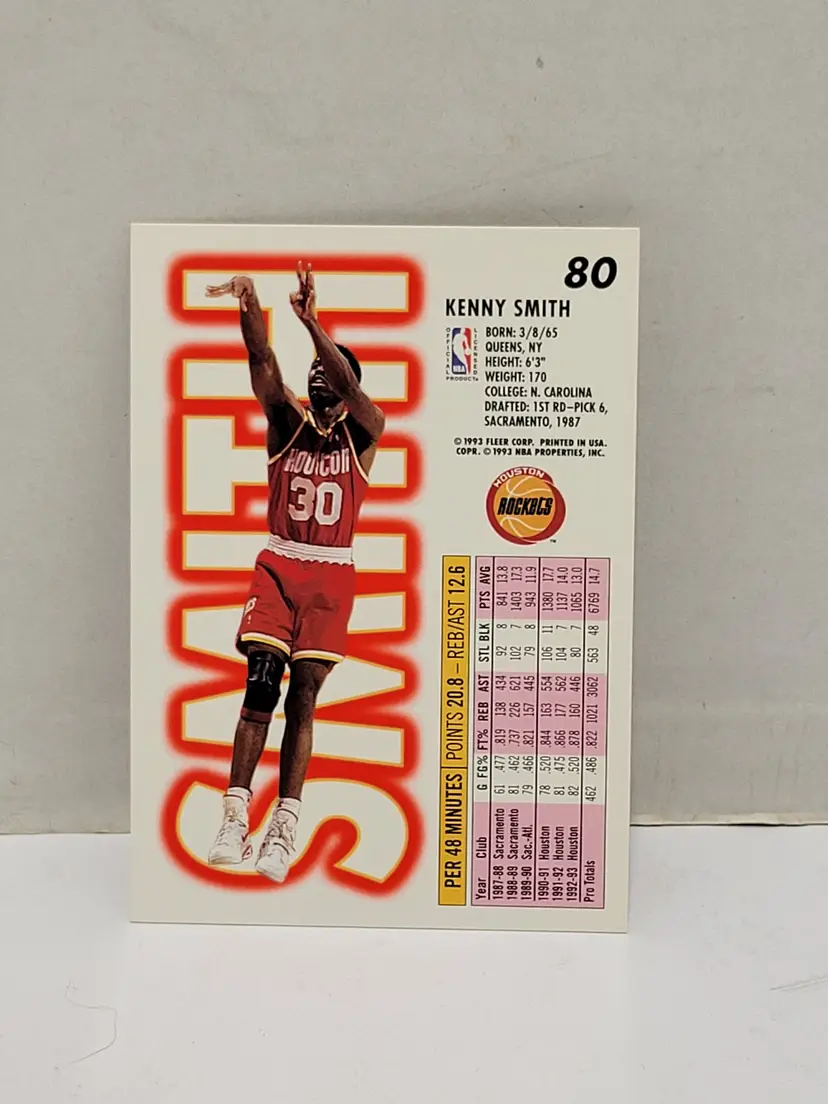 80
KENNY SMITH
OFFICIAL LICENSED
NBA
PRODUCT
BORN: 3/8/65
QUEENS, NY
HEIGHT: 6'3"
WEIGHT: 170
COLLEGE: N. CAROLINA
DRAFTED: 1ST RD–PICK 6,
SACRAMENTO, 1987
© 1993 FLEER CORP. PRINTED IN USA.
COPR. © 1993 NBA PROPERTIES, INC.
HOUSTON
ROCKETS
TM
SMITH
30
PER 48 MINUTES POINTS 20.8 – REB/AST 12.6
Year Club G FG% FT% REB AST STL BLK PTS AVG
1987-88 Sacramento 61 .477 .819 138 434 92 8 841 13.8
1988-89 Sacramento 81 .462 .737 226 621 102 7 1403 17.3
1989-90 Sac.-Atl. 79 .466 .821 157 445 79 8 943 11.9
1990-91 Houston 78 .520 .844 163 554 106 11 1380 17.7
1991-92 Houston 81 .475 .866 177 562 104 7 1137 14.0
1992-93 Houston 82 .520 .878 160 446 80 7 1065 13.0
Pro Totals 462 .486 .822 1021 3062 563 48 6769 14.7